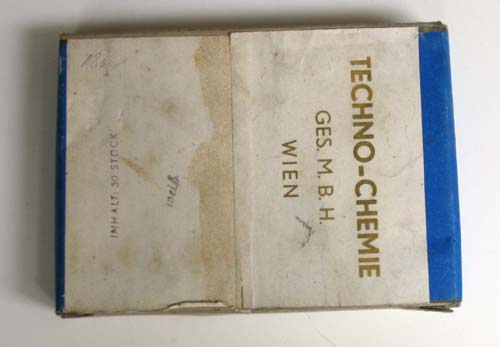 TECHNO-CHEMIE
GES. M. B. H.
WIEN
INHALT: 30 STÜCK